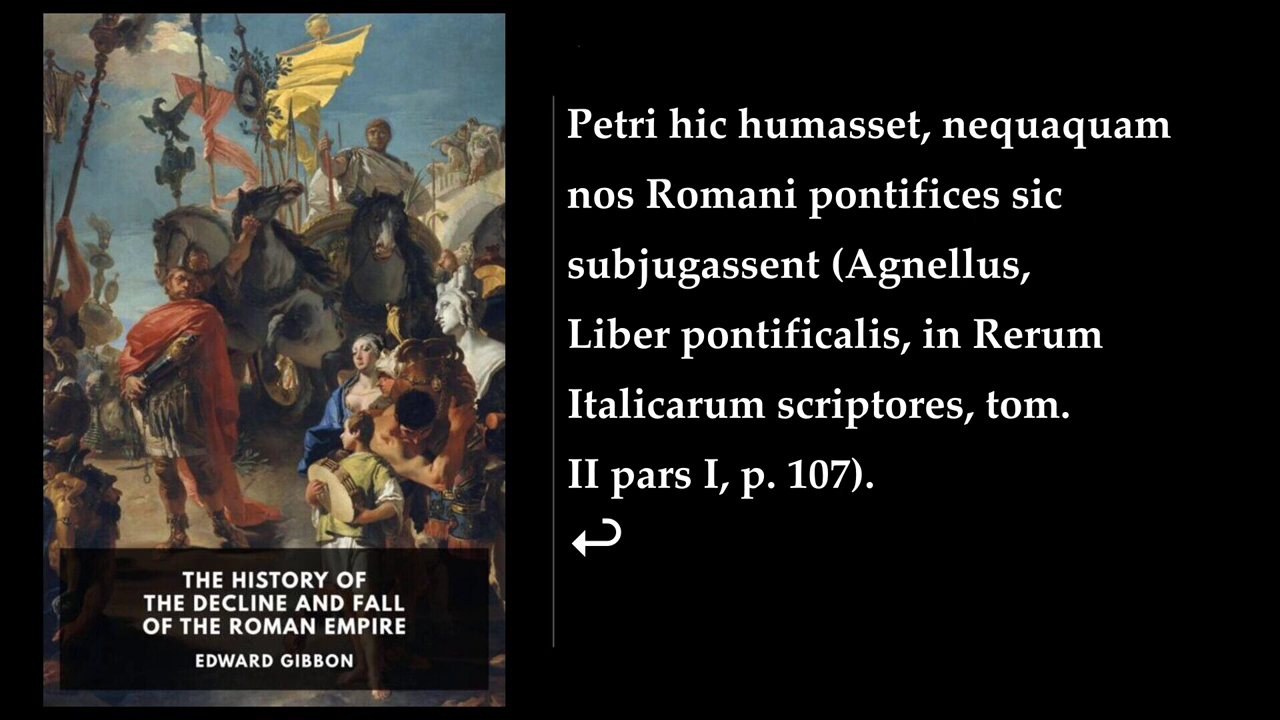 THE HISTORY OF
THE DECLINE AND FALL
OF THE ROMAN EMPIRE
EDWARD GIBBON
Petri hic humasset, nequaquam
nos Romani pontifices sic
subjugassent (Agnellus,
Liber pontificalis, in Rerum
Italicarum scriptores, tom.
II pars I, p. 107).
↩